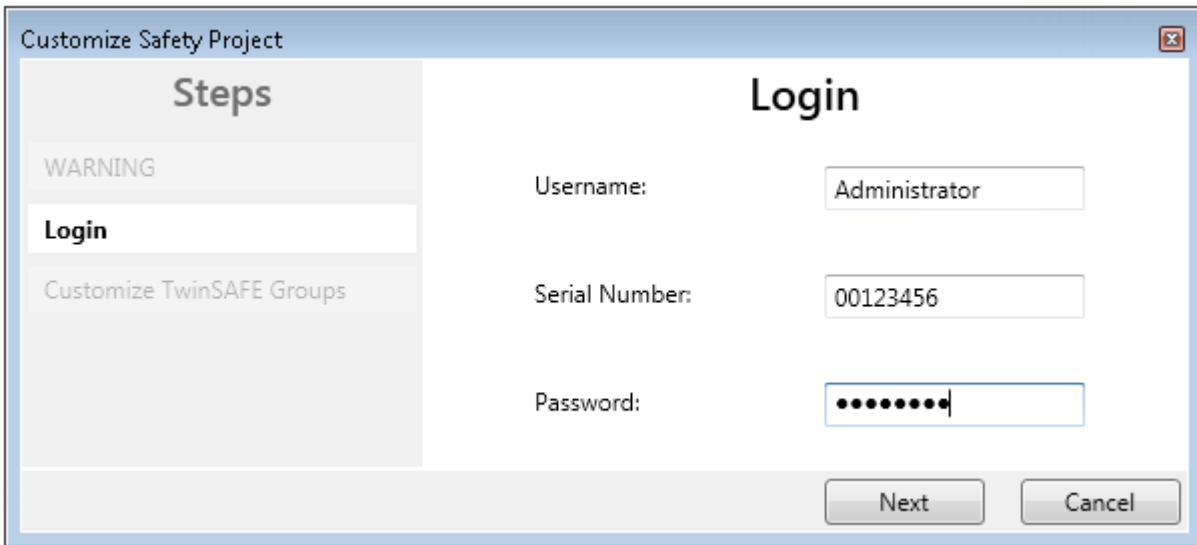 Customize Safety Project
Steps
WARNING
Login
Customize TwinSAFE Groups
Login
Username: Administrator
Serial Number: 00123456
Password: ••••••••
Next Cancel